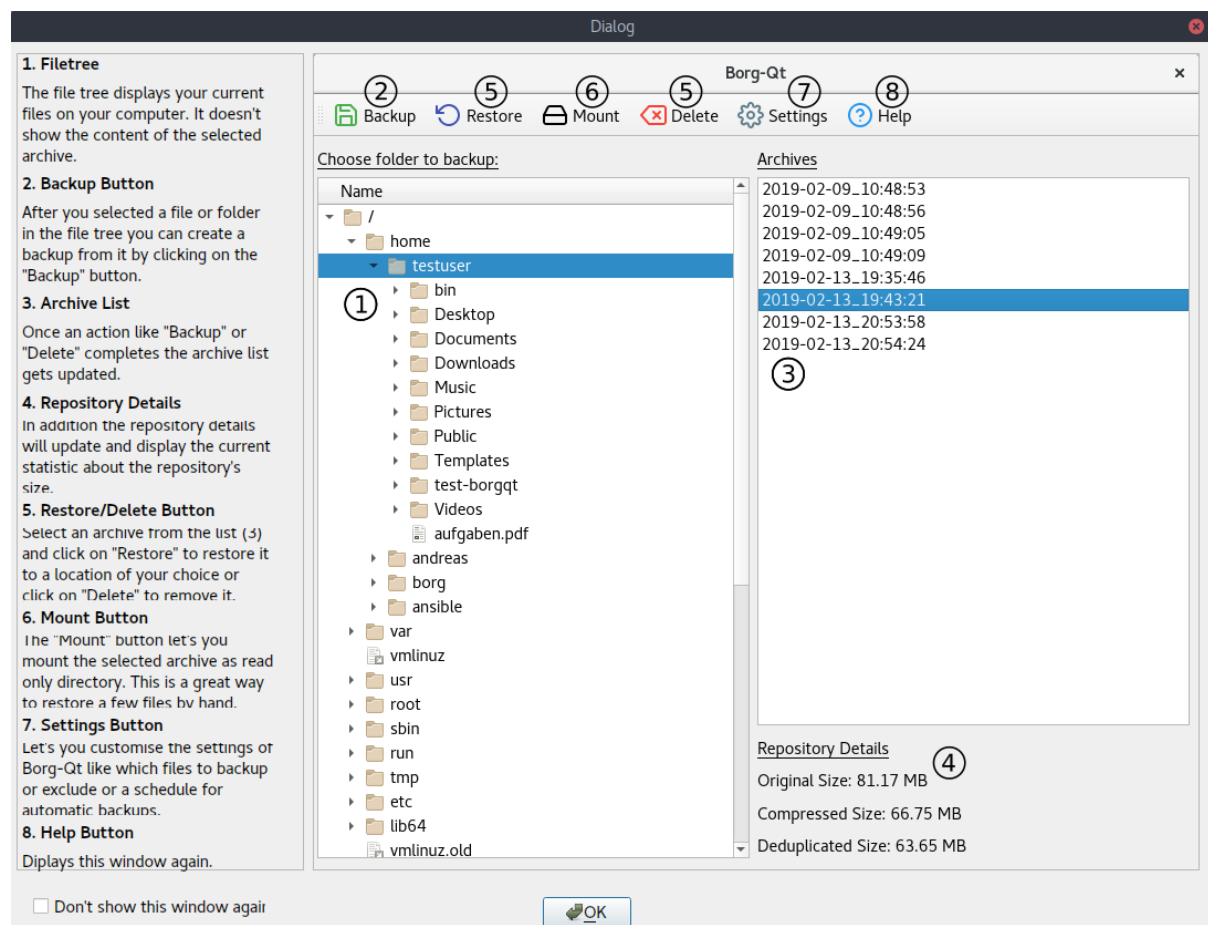 Dialog
1. Filetree
The file tree displays your current
files on your computer. It doesn't
show the content of the selected
archive.
2. Backup Button
After you selected a file or folder
in the file tree you can create a
backup from it by clicking on the
"Backup" button.
3. Archive List
Once an action like "Backup" or
"Delete" completes the archive list
gets updated.
4. Repository Details
In addition the repository details
will update and display the current
statistic about the repository's
size.
5. Restore/Delete Button
Select an archive from the list (3)
and click on "Restore" to restore it
to a location of your choice or
click on "Delete" to remove it.
6. Mount Button
The "Mount" button let's you
mount the selected archive as read
only directory. This is a great way
to restore a few files by hand.
7. Settings Button
Let's you customise the settings of
Borg-Qt like which files to backup
or exclude or a schedule for
automatic backups.
8. Help Button
Diplays this window again.
Don't show this window again
Borg-Qt
2 5 6 5 7 8
Backup Restore Mount Delete Settings Help
Choose folder to backup:
Name
/
home
testuser
1
bin
Desktop
Documents
Downloads
Music
Pictures
Public
Templates
test-borgqt
Videos
aufgaben.pdf
andreas
borg
ansible
var
vmlinuz
usr
root
sbin
run
tmp
etc
lib64
vmlinuz.old
Archives
2019-02-09_10:48:53
2019-02-09_10:48:56
2019-02-09_10:49:05
2019-02-09_10:49:09
2019-02-13_19:35:46
2019-02-13_19:43:21
2019-02-13_20:53:58
2019-02-13_20:54:24
3
Repository Details
4
Original Size: 81.17 MB
Compressed Size: 66.75 MB
Deduplicated Size: 63.65 MB
OK